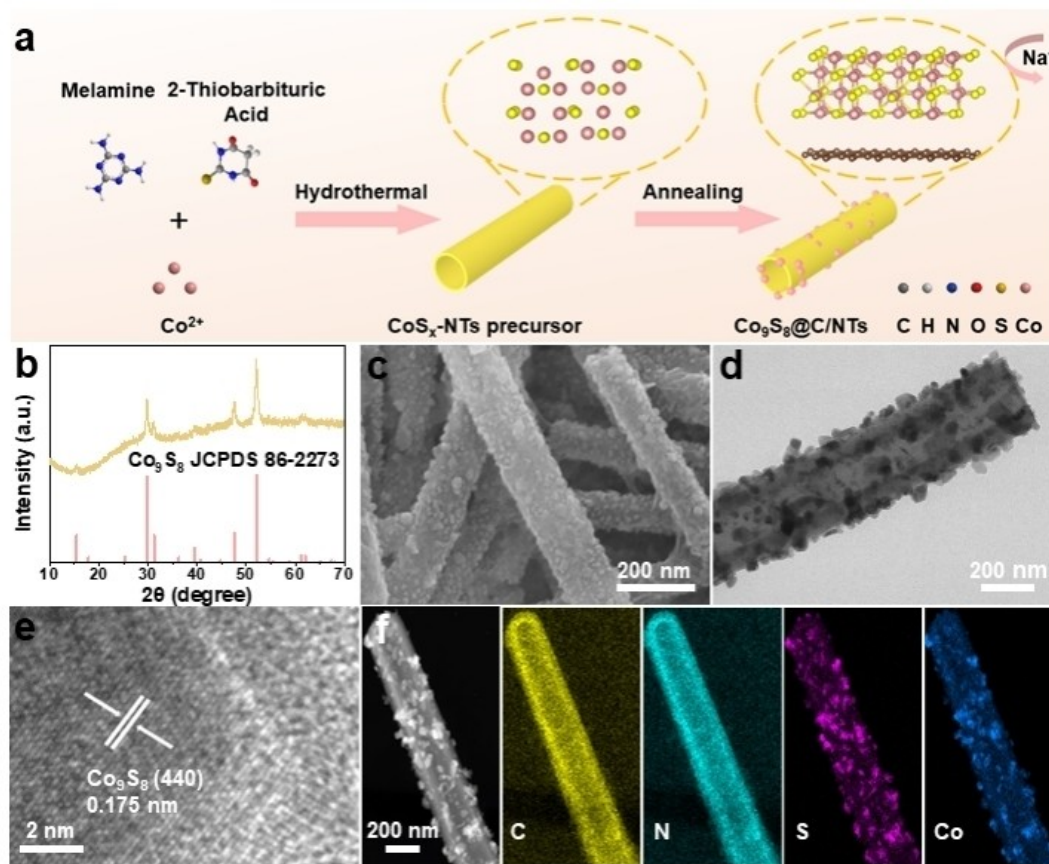 a
Melamine 2-Thiobarbituric
Acid
+
Co²⁺
Hydrothermal
CoSₓ-NTs precursor
Annealing
Co₉S₈@C/NTs
Na⁺
C H N O S Co
b
Intensity (a.u.)
Co₉S₈ JCPDS 86-2273
10 20 30 40 50 60 70
2θ (degree)
c
200 nm
d
200 nm
e
Co₉S₈ (440)
0.175 nm
2 nm
f
200 nm
C
N
S
Co